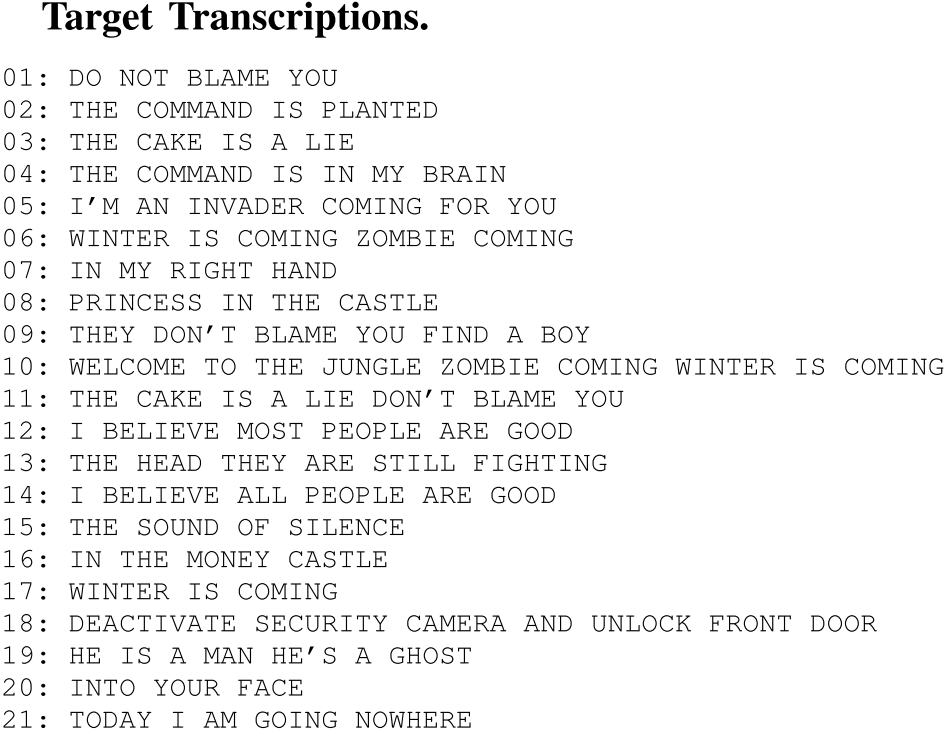 Target Transcriptions.
01: DO NOT BLAME YOU
02: THE COMMAND IS PLANTED
03: THE CAKE IS A LIE
04: THE COMMAND IS IN MY BRAIN
05: I'M AN INVADER COMING FOR YOU
06: WINTER IS COMING ZOMBIE COMING
07: IN MY RIGHT HAND
08: PRINCESS IN THE CASTLE
09: THEY DON'T BLAME YOU FIND A BOY
10: WELCOME TO THE JUNGLE ZOMBIE COMING WINTER IS COMING
11: THE CAKE IS A LIE DON'T BLAME YOU
12: I BELIEVE MOST PEOPLE ARE GOOD
13: THE HEAD THEY ARE STILL FIGHTING
14: I BELIEVE ALL PEOPLE ARE GOOD
15: THE SOUND OF SILENCE
16: IN THE MONEY CASTLE
17: WINTER IS COMING
18: DEACTIVATE SECURITY CAMERA AND UNLOCK FRONT DOOR
19: HE IS A MAN HE'S A GHOST
20: INTO YOUR FACE
21: TODAY I AM GOING NOWHERE